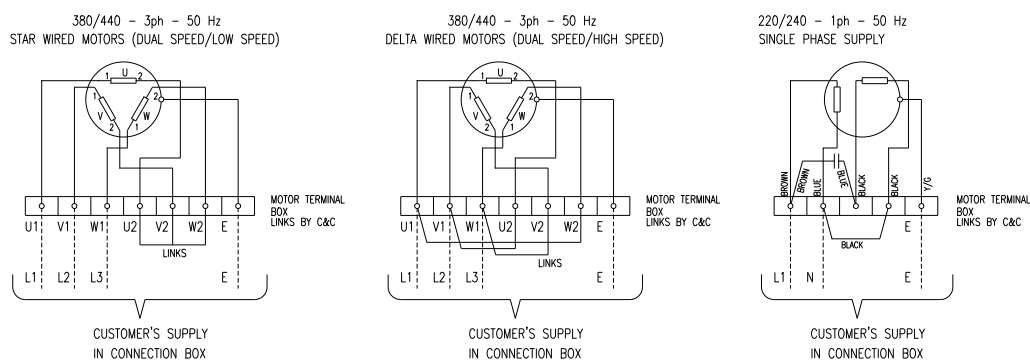 380/440 - 3ph - 50 Hz
STAR WIRED MOTORS (DUAL SPEED/LOW SPEED)
1 U 2
1 2
V W
2 1
MOTOR TERMINAL
BOX
LINKS BY C&C
U1 V1 W1 U2 V2 W2 E
LINKS
L1 L2 L3 E
CUSTOMER'S SUPPLY
IN CONNECTION BOX
380/440 - 3ph - 50 Hz
DELTA WIRED MOTORS (DUAL SPEED/HIGH SPEED)
1 U 2
1 2
V W
2 1
MOTOR TERMINAL
BOX
LINKS BY C&C
U1 V1 W1 U2 V2 W2 E
LINKS
L1 L2 L3 E
CUSTOMER'S SUPPLY
IN CONNECTION BOX
220/240 - 1ph - 50 Hz
SINGLE PHASE SUPPLY
BROWN
BROWN
BLUE
BLUE
BLACK
BLACK
Y/G
MOTOR TERMINAL
BOX
LINKS BY C&C
E
BLACK
L1 N E
CUSTOMER'S SUPPLY
IN CONNECTION BOX